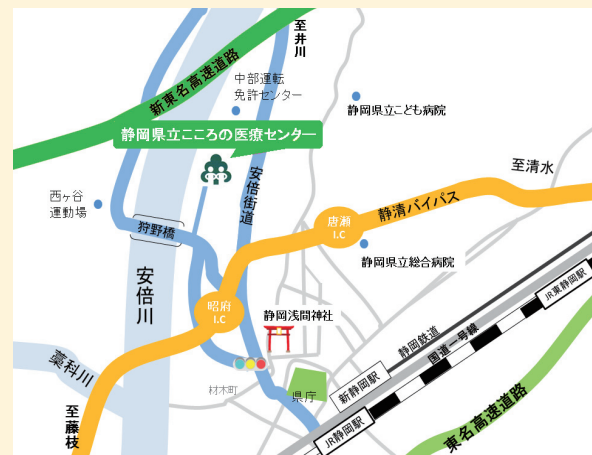 至井川
新東名高速道路
中部運転
免許センター
静岡県立こども病院
静岡県立こころの医療センター
安倍街道
至清水
西ヶ谷
運動場
狩野橋
唐瀬
I.C
静清バイパス
静岡県立総合病院
安倍川
昭府
I.C
静岡浅間神社
JR東静岡駅
静岡鉄道
国道一号線
藁科川
材木町
県庁
新静岡駅
至藤枝
JR静岡駅
東名高速道路